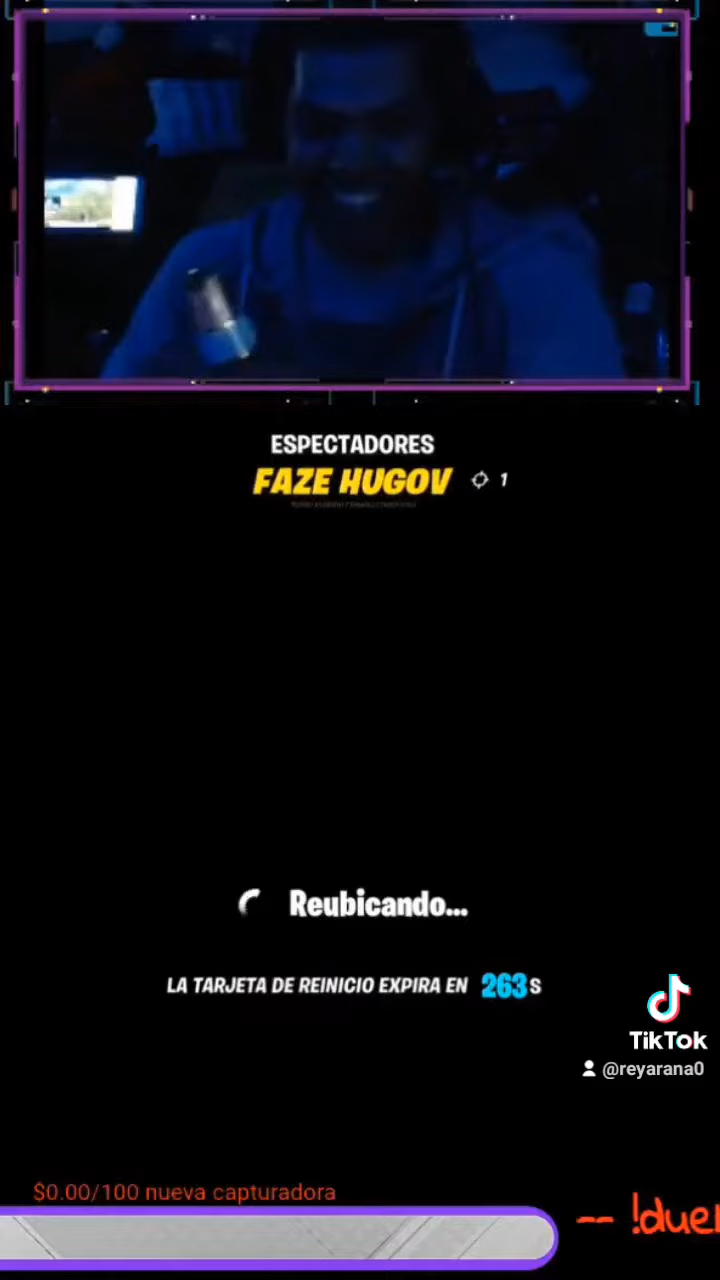 ESPECTADORES
FAZE HUGOV 1
Reubicando...
LA TARJETA DE REINICIO EXPIRA EN 263 S
TikTok
@reyarana0
$0.00/100 nueva capturadora
-- !duer